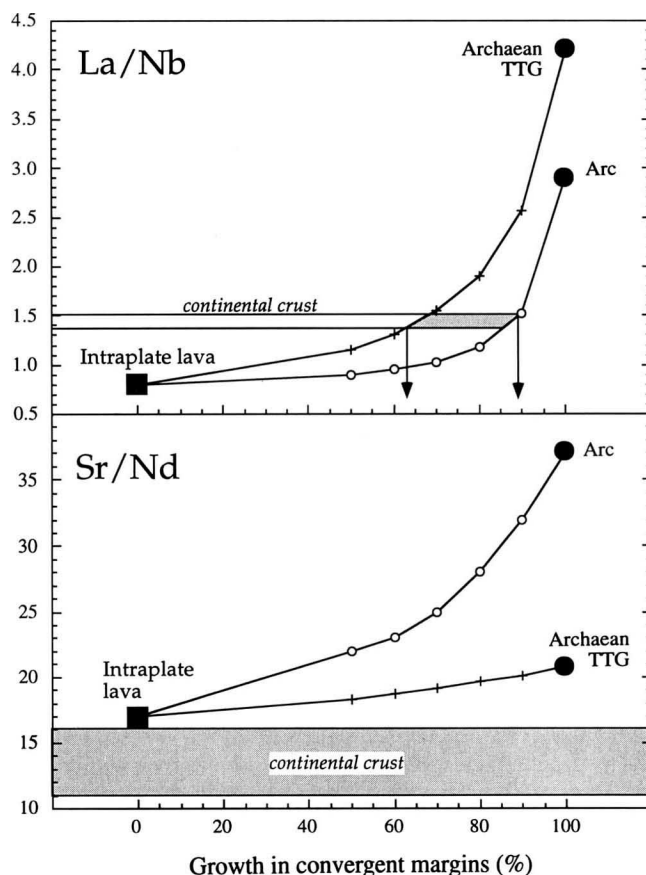 4.5
La/Nb
Archaean
TTG
4.0
3.5
3.0
Arc
2.5
2.0
1.5
continental crust
Intraplate lava
1.0
0.5
Sr/Nd
Arc
35
30
25
Archaean
TTG
Intraplate
lava
20
15
continental crust
10
0 20 40 60 80 100
Growth in convergent margins (%)